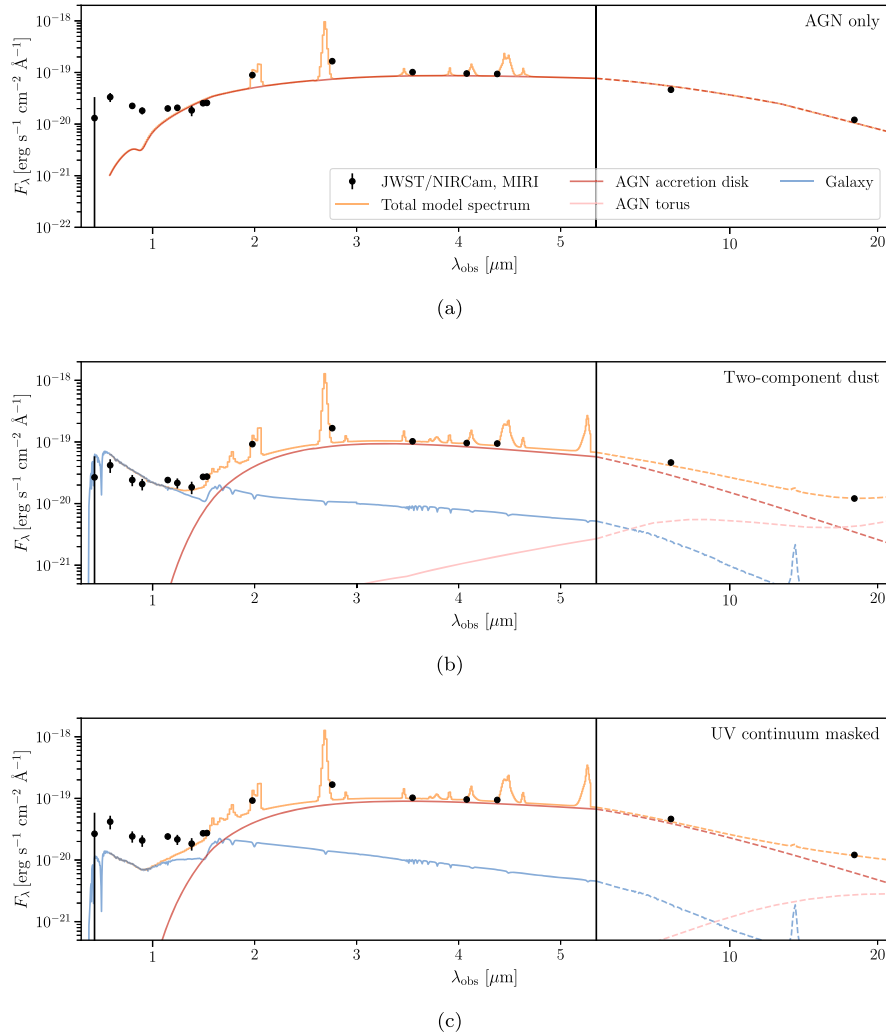 AGN only
10⁻¹⁸
10⁻¹⁹
10⁻²⁰
10⁻²¹
10⁻²²
F_λ [erg s⁻¹ cm⁻² Å⁻¹]
JWST/NIRCam, MIRI
Total model spectrum
AGN accretion disk
AGN torus
Galaxy
1 2 3 4 5 10 20
λ_obs [μm]
(a)
Two-component dust
10⁻¹⁸
10⁻¹⁹
10⁻²⁰
10⁻²¹
F_λ [erg s⁻¹ cm⁻² Å⁻¹]
1 2 3 4 5 10 20
λ_obs [μm]
(b)
UV continuum masked
10⁻¹⁸
10⁻¹⁹
10⁻²⁰
10⁻²¹
F_λ [erg s⁻¹ cm⁻² Å⁻¹]
1 2 3 4 5 10 20
λ_obs [μm]
(c)